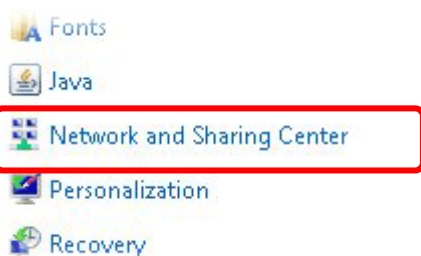 Fonts
Java
Network and Sharing Center
Personalization
Recovery